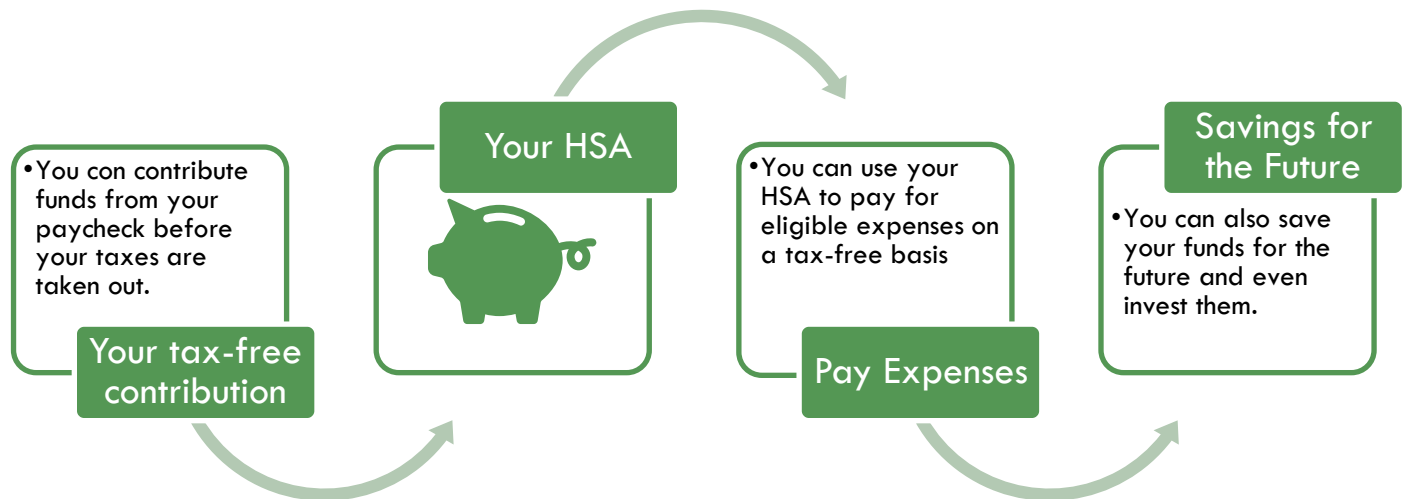 •You con contribute
funds from your
paycheck before
your taxes are
taken out.
Your tax-free
contribution
Your HSA
•You can use your
HSA to pay for
eligible expenses on
a tax-free basis
Pay Expenses
Savings for
the Future
•You can also save
your funds for the
future and even
invest them.